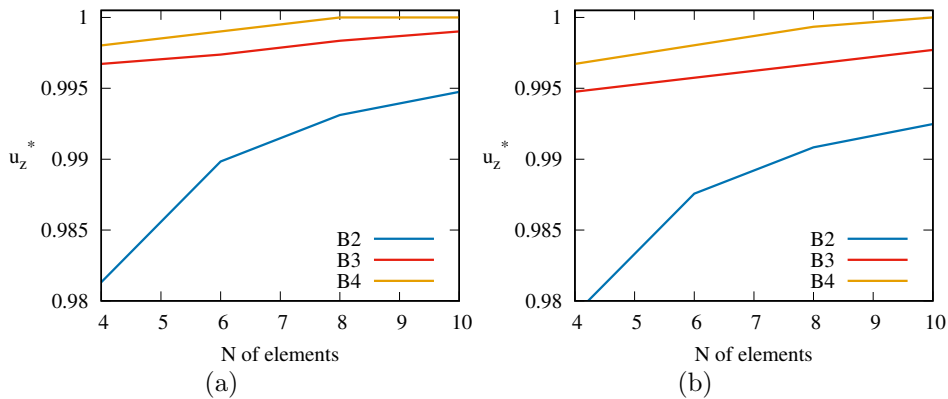 1
0.995
0.99
0.985
0.98
u_z*
B2
B3
B4
4 5 6 7 8 9 10
N of elements
(a)
1
0.995
0.99
0.985
0.98
u_z*
B2
B3
B4
4 5 6 7 8 9 10
N of elements
(b)